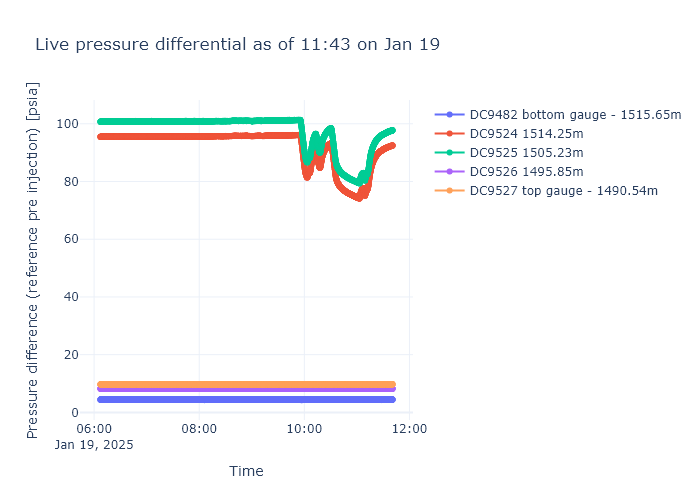 Live pressure differential as of 11:43 on Jan 19
Pressure difference (reference pre injection) [psia]
100
80
60
40
20
0
06:00
Jan 19, 2025
08:00
10:00
12:00
Time
DC9482 bottom gauge - 1515.65m
DC9524 1514.25m
DC9525 1505.23m
DC9526 1495.85m
DC9527 top gauge - 1490.54m